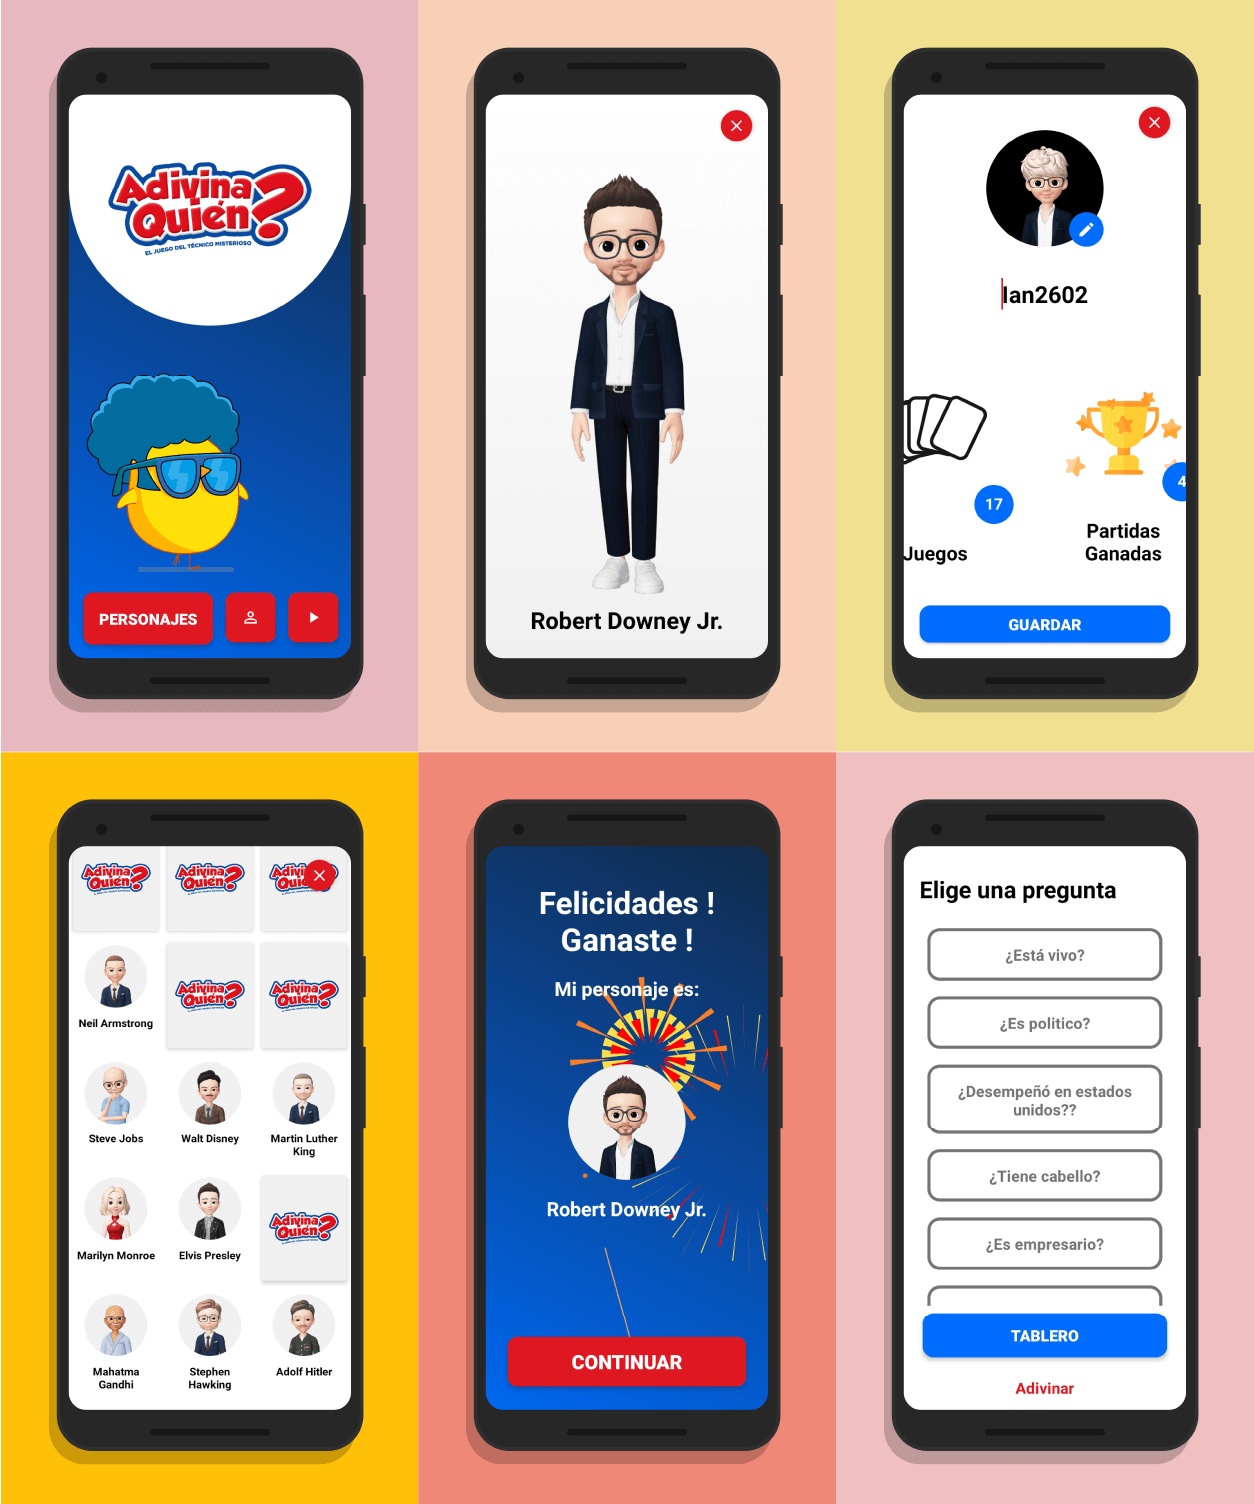 Adivina
Quién?
EL JUEGO DEL TÉCNICO MISTERIOSO
PERSONAJES
Robert Downey Jr.
Ian2602
17
4
Juegos
Partidas
Ganadas
GUARDAR
Adivina
Quién?
Adivina
Quién?
Adivina
Quién?
Neil Armstrong
Adivina
Quién?
Adivina
Quién?
Steve Jobs
Walt Disney
Martin Luther
King
Marilyn Monroe
Elvis Presley
Adivina
Quién?
Mahatma
Gandhi
Stephen
Hawking
Adolf Hitler
Felicidades !
Ganaste !
Mi personaje es:
Robert Downey Jr.
CONTINUAR
Elige una pregunta
¿Está vivo?
¿Es politico?
¿Desempeñó en estados
unidos??
¿Tiene cabello?
¿Es empresario?
TABLERO
Adivinar